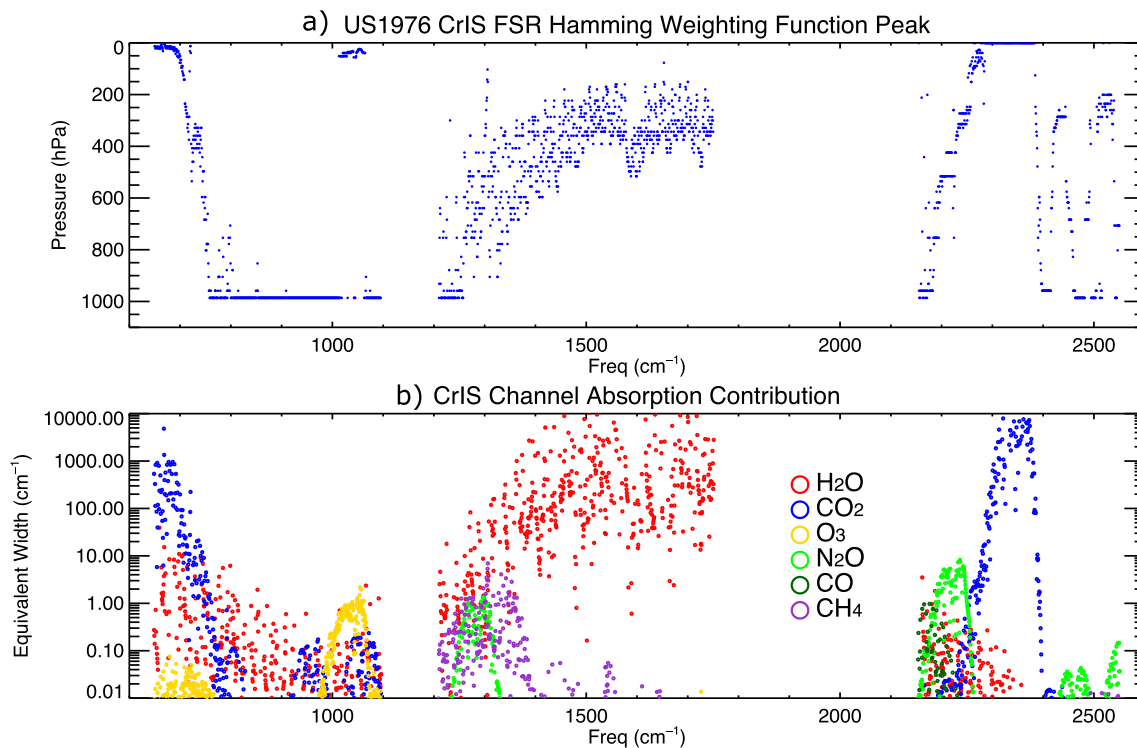 a) US1976 CrIS FSR Hamming Weighting Function Peak
0
200
400
600
800
1000
Pressure (hPa)
1000 1500 2000 2500
Freq (cm⁻¹)
b) CrIS Channel Absorption Contribution
10000.00
1000.00
100.00
10.00
1.00
0.10
0.01
Equivalent Width (cm⁻¹)
H₂O
CO₂
O₃
N₂O
CO
CH₄
1000 1500 2000 2500
Freq (cm⁻¹)